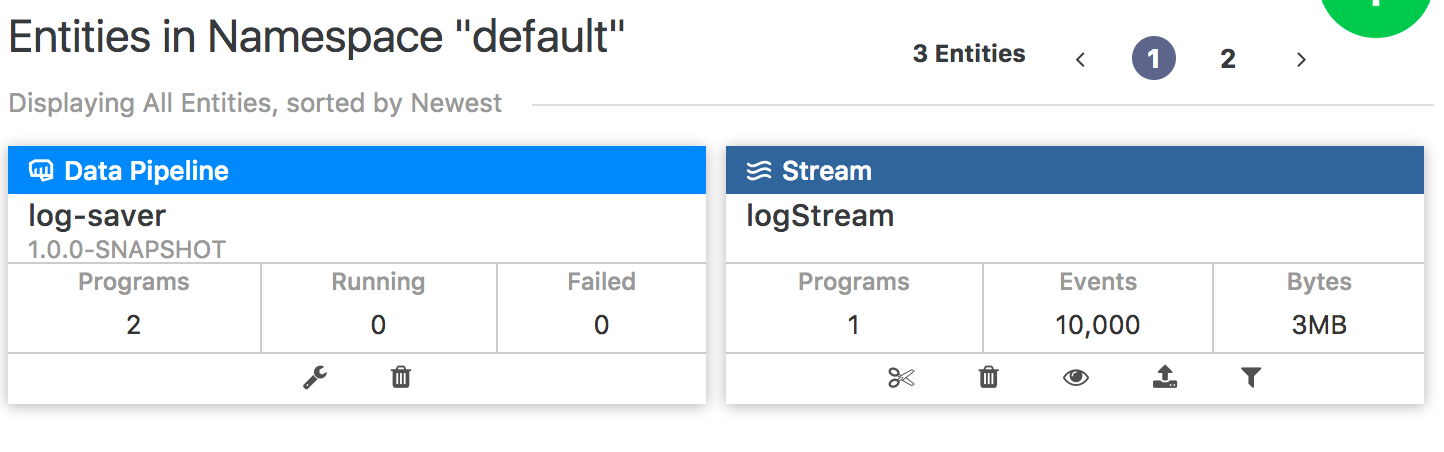 Entities in Namespace "default"
3 Entities
1
2
Displaying All Entities, sorted by Newest
Data Pipeline
log-saver
1.0.0-SNAPSHOT
Programs Running Failed
2 0 0
Stream
logStream
Programs Events Bytes
1 10,000 3MB